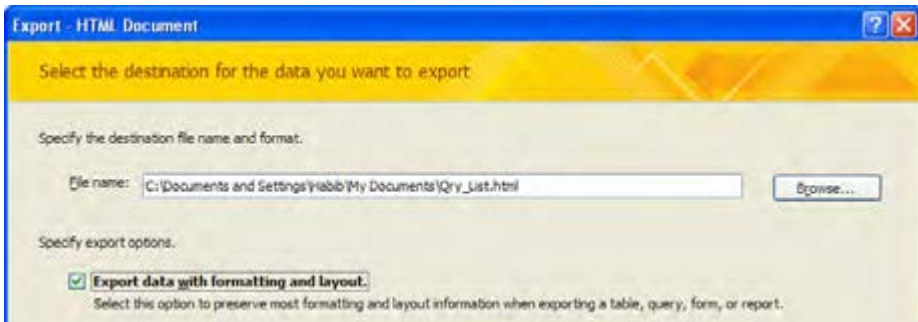 Export - HTML Document
Select the destination for the data you want to export
Specify the destination file name and format.
File name: C:\Documents and Settings\Habib\My Documents\Qry_List.html Browse...
Specify export options.
Export data with formatting and layout.
Select this option to preserve most formatting and layout information when exporting a table, query, form, or report.